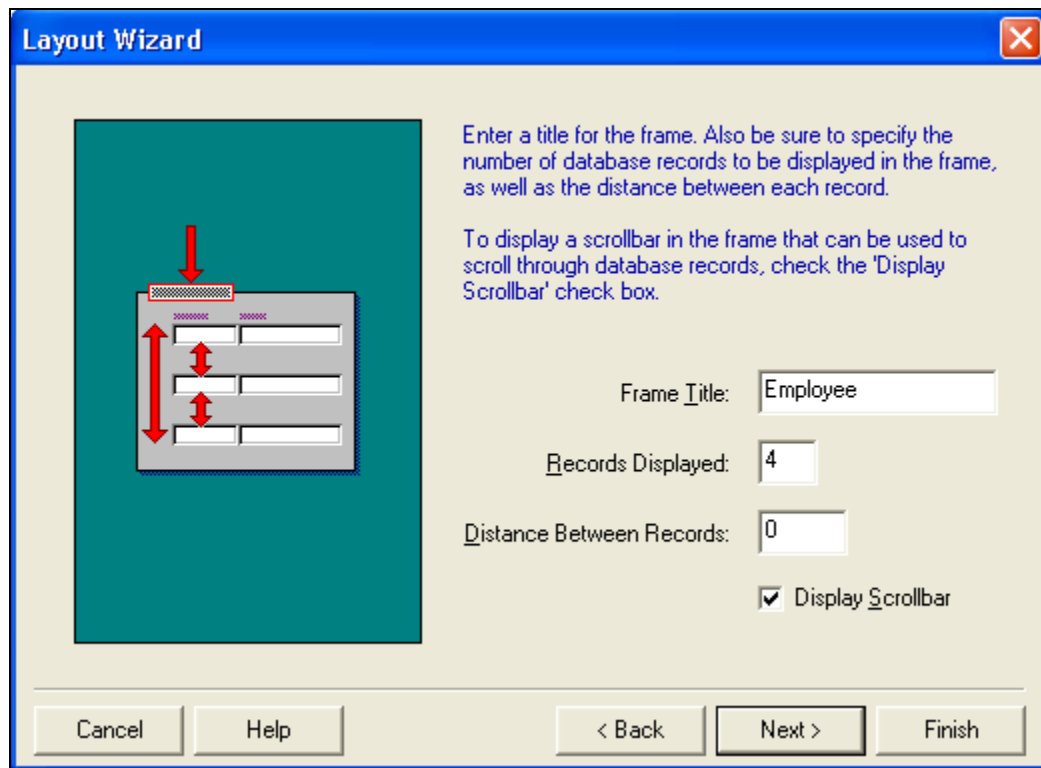 Layout Wizard
Enter a title for the frame. Also be sure to specify the
number of database records to be displayed in the frame,
as well as the distance between each record.
To display a scrollbar in the frame that can be used to
scroll through database records, check the 'Display
Scrollbar' check box.
Frame Title: Employee
Records Displayed: 4
Distance Between Records: 0
Display Scrollbar
Cancel Help < Back Next > Finish